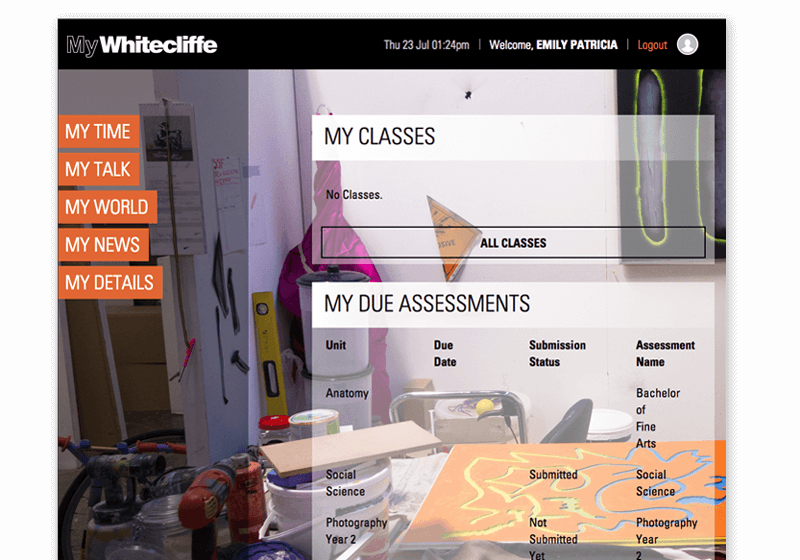 MyWhitecliffe
Thu 23 Jul 01:24pm | Welcome, EMILY PATRICIA | Logout
MY TIME
MY TALK
MY WORLD
MY NEWS
MY DETAILS
MY CLASSES
No Classes.
ALL CLASSES
MY DUE ASSESSMENTS
Unit Due Date Submission Status Assessment Name
Anatomy Bachelor of Fine Arts
Social Science Submitted Social Science
Photography Year 2 Not Submitted Yet Photography Year 2